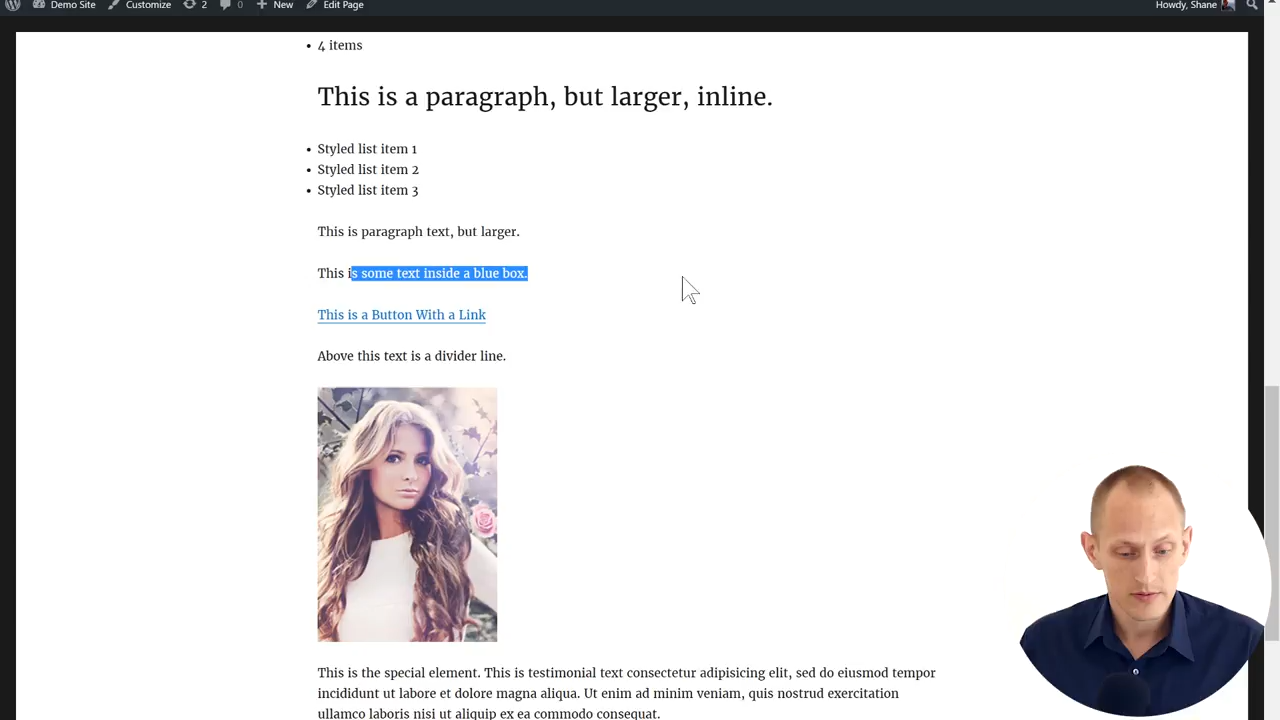 Demo Site Customize 2 0 New Edit Page Howdy, Shane
4 items
This is a paragraph, but larger, inline.
Styled list item 1
Styled list item 2
Styled list item 3
This is paragraph text, but larger.
This is some text inside a blue box.
This is a Button With a Link
Above this text is a divider line.
This is the special element. This is testimonial text consectetur adipisicing elit, sed do eiusmod tempor
incididunt ut labore et dolore magna aliqua. Ut enim ad minim veniam, quis nostrud exercitation
ullamco laboris nisi ut aliquip ex ea commodo consequat.